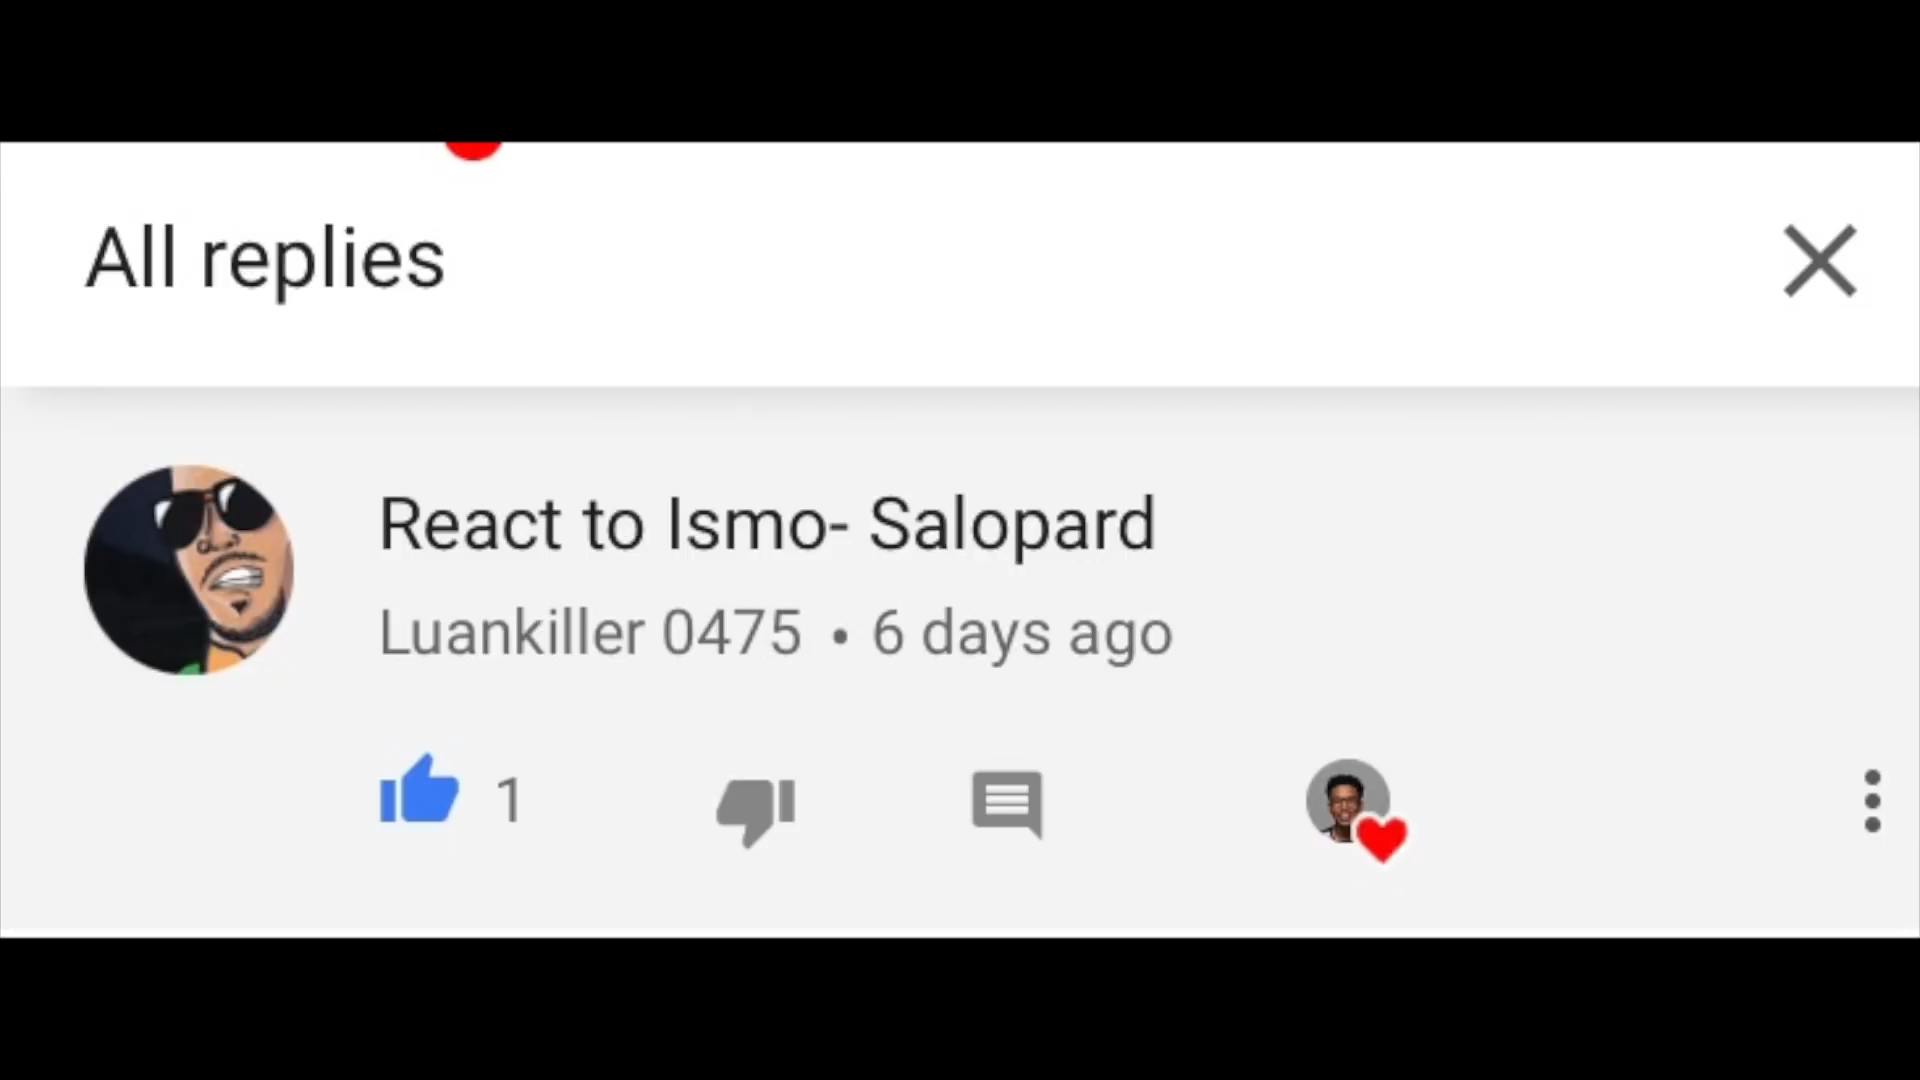 All replies
React to Ismo- Salopard
Luankiller 0475 • 6 days ago
1